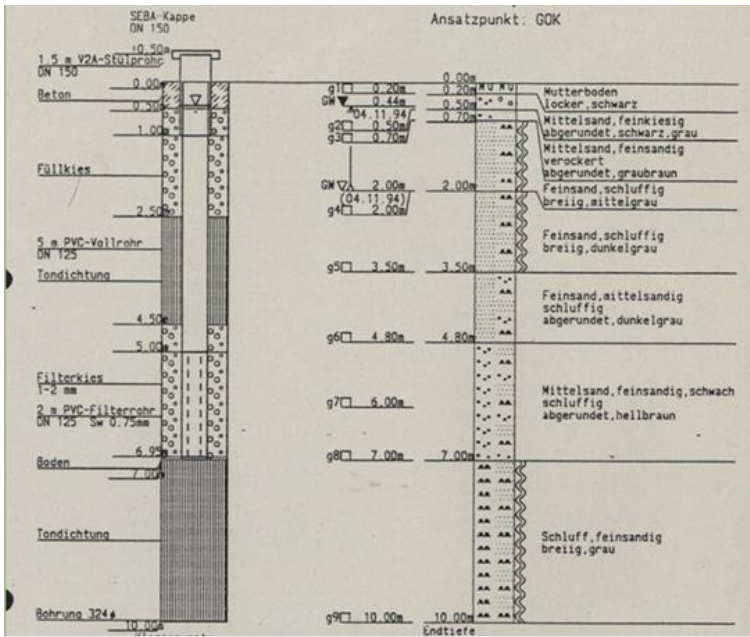 SEBA-Kappe
DN 150
Ansatzpunkt: GOK
+0.50m
1.5 m V2A-Stülprohr
DN 150
0.00m
Beton
0.50m
1.00m
Füllkies
2.50m
5 m PVC-Vollrohr
DN 125
Tondichtung
4.50m
5.00m
Filterkies
1-2 mm
2 m PVC-Filterrohr
DN 125 Sw 0.75mm
6.95m
Boden
7.00m
Tondichtung
Bohrung 324ø
10.00m
g1 0.20m
GW 0.44m
(04.11.94)
g2 0.50m
g3 0.70m
GW 2.00m
(04.11.94)
g4 2.00m
g5 3.50m
g6 4.80m
g7 6.00m
g8 7.00m
g9 10.00m
0.00m
0.20m
0.50m
0.70m
2.00m
3.50m
4.80m
7.00m
10.00m
Endtiefe
Mu Mu
Mutterboden
locker,schwarz
Mittelsand,feinkiesig
abgerundet,schwarz,grau
Mittelsand,feinsandig
verockert
abgerundet,graubraun
Feinsand,schluffig
breiig,mittelgrau
Feinsand,schluffig
breiig,dunkelgrau
Feinsand,mittelsandig
schluffig
abgerundet,dunkelgrau
Mittelsand,feinsandig,schwach
schluffig
abgerundet,hellbraun
Schluff,feinsandig
breiig,grau